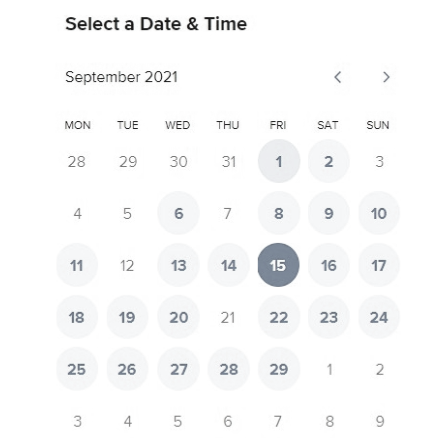 Select a Date & Time
September 2021
MON TUE WED THU FRI SAT SUN
28 29 30 31 1 2 3
4 5 6 7 8 9 10
11 12 13 14 15 16 17
18 19 20 21 22 23 24
25 26 27 28 29 1 2
3 4 5 6 7 8 9